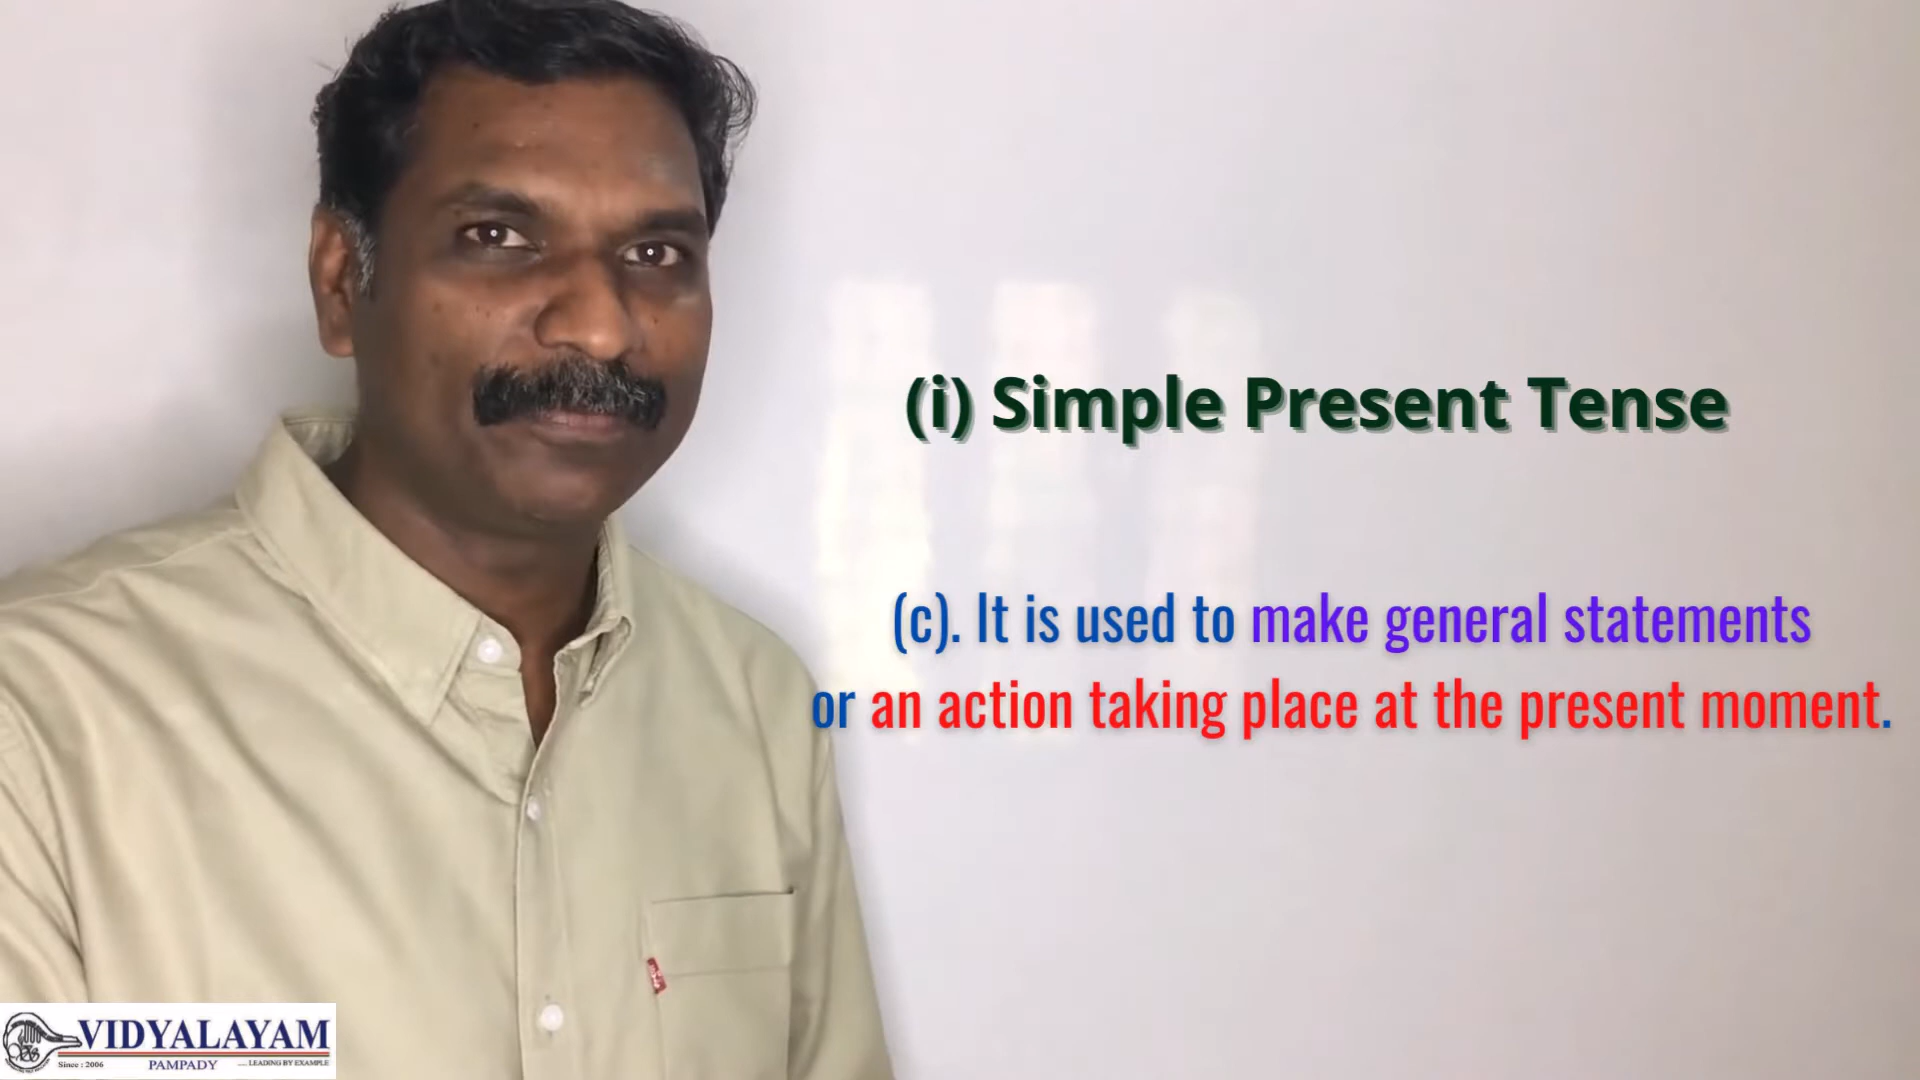 (i) Simple Present Tense
(c). It is used to make general statements
or an action taking place at the present moment.
VIDYALAYAM
Since : 2006 PAMPADY .... LEADING BY EXAMPLE